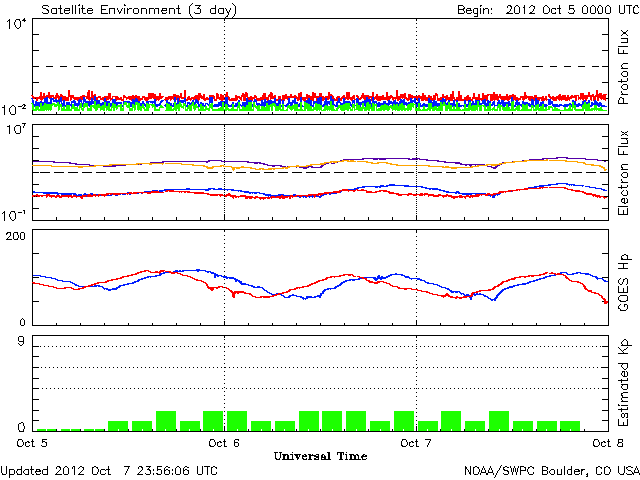 Satellite Environment (3 day) Begin: 2012 Oct 5 0000 UTC
10^4
Proton Flux
10^-2
10^7
Electron Flux
10^-1
200
GOES Hp
0
9
Estimated Kp
0
Oct 5 Oct 6 Oct 7 Oct 8
Universal Time
Updated 2012 Oct 7 23:56:06 UTC NOAA/SWPC Boulder, CO USA